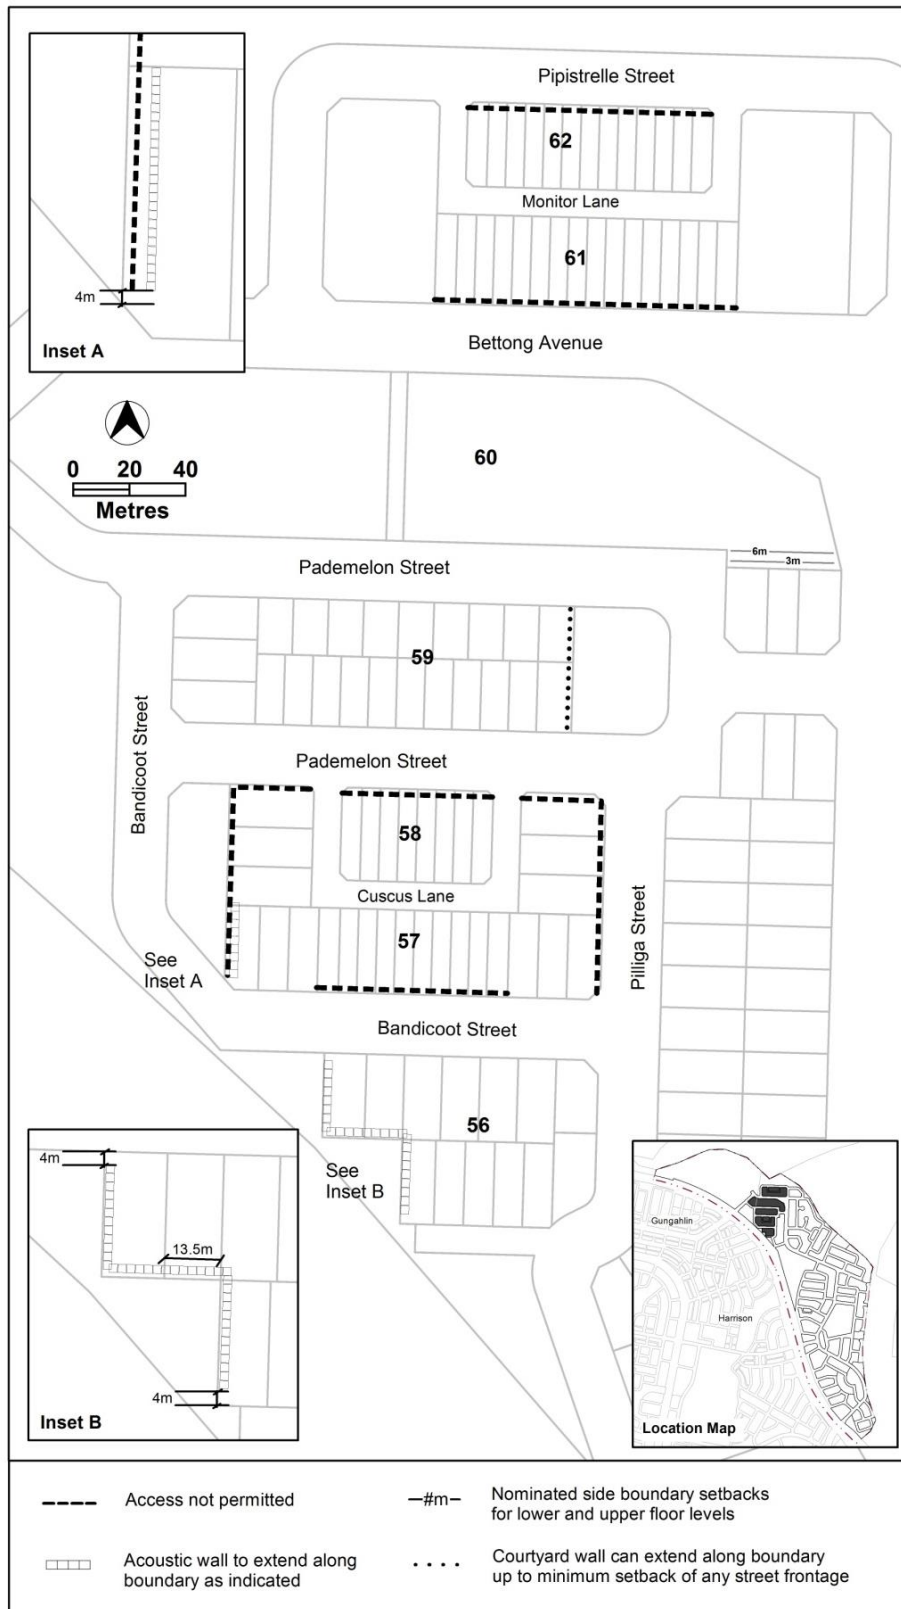 Pipistrelle Street
62
Monitor Lane
61
Bettong Avenue
4m
Inset A
0 20 40
Metres
60
6m
3m
Pademelon Street
59
Bandicoot Street
Pademelon Street
58
Cuscus Lane
57
Pilliga Street
See
Inset A
Bandicoot Street
56
See
Inset B
4m
13.5m
4m
Inset B
Gungahlin
Harrison
Location Map
Access not permitted
#m
Nominated side boundary setbacks
for lower and upper floor levels
Acoustic wall to extend along
boundary as indicated
Courtyard wall can extend along boundary
up to minimum setback of any street frontage